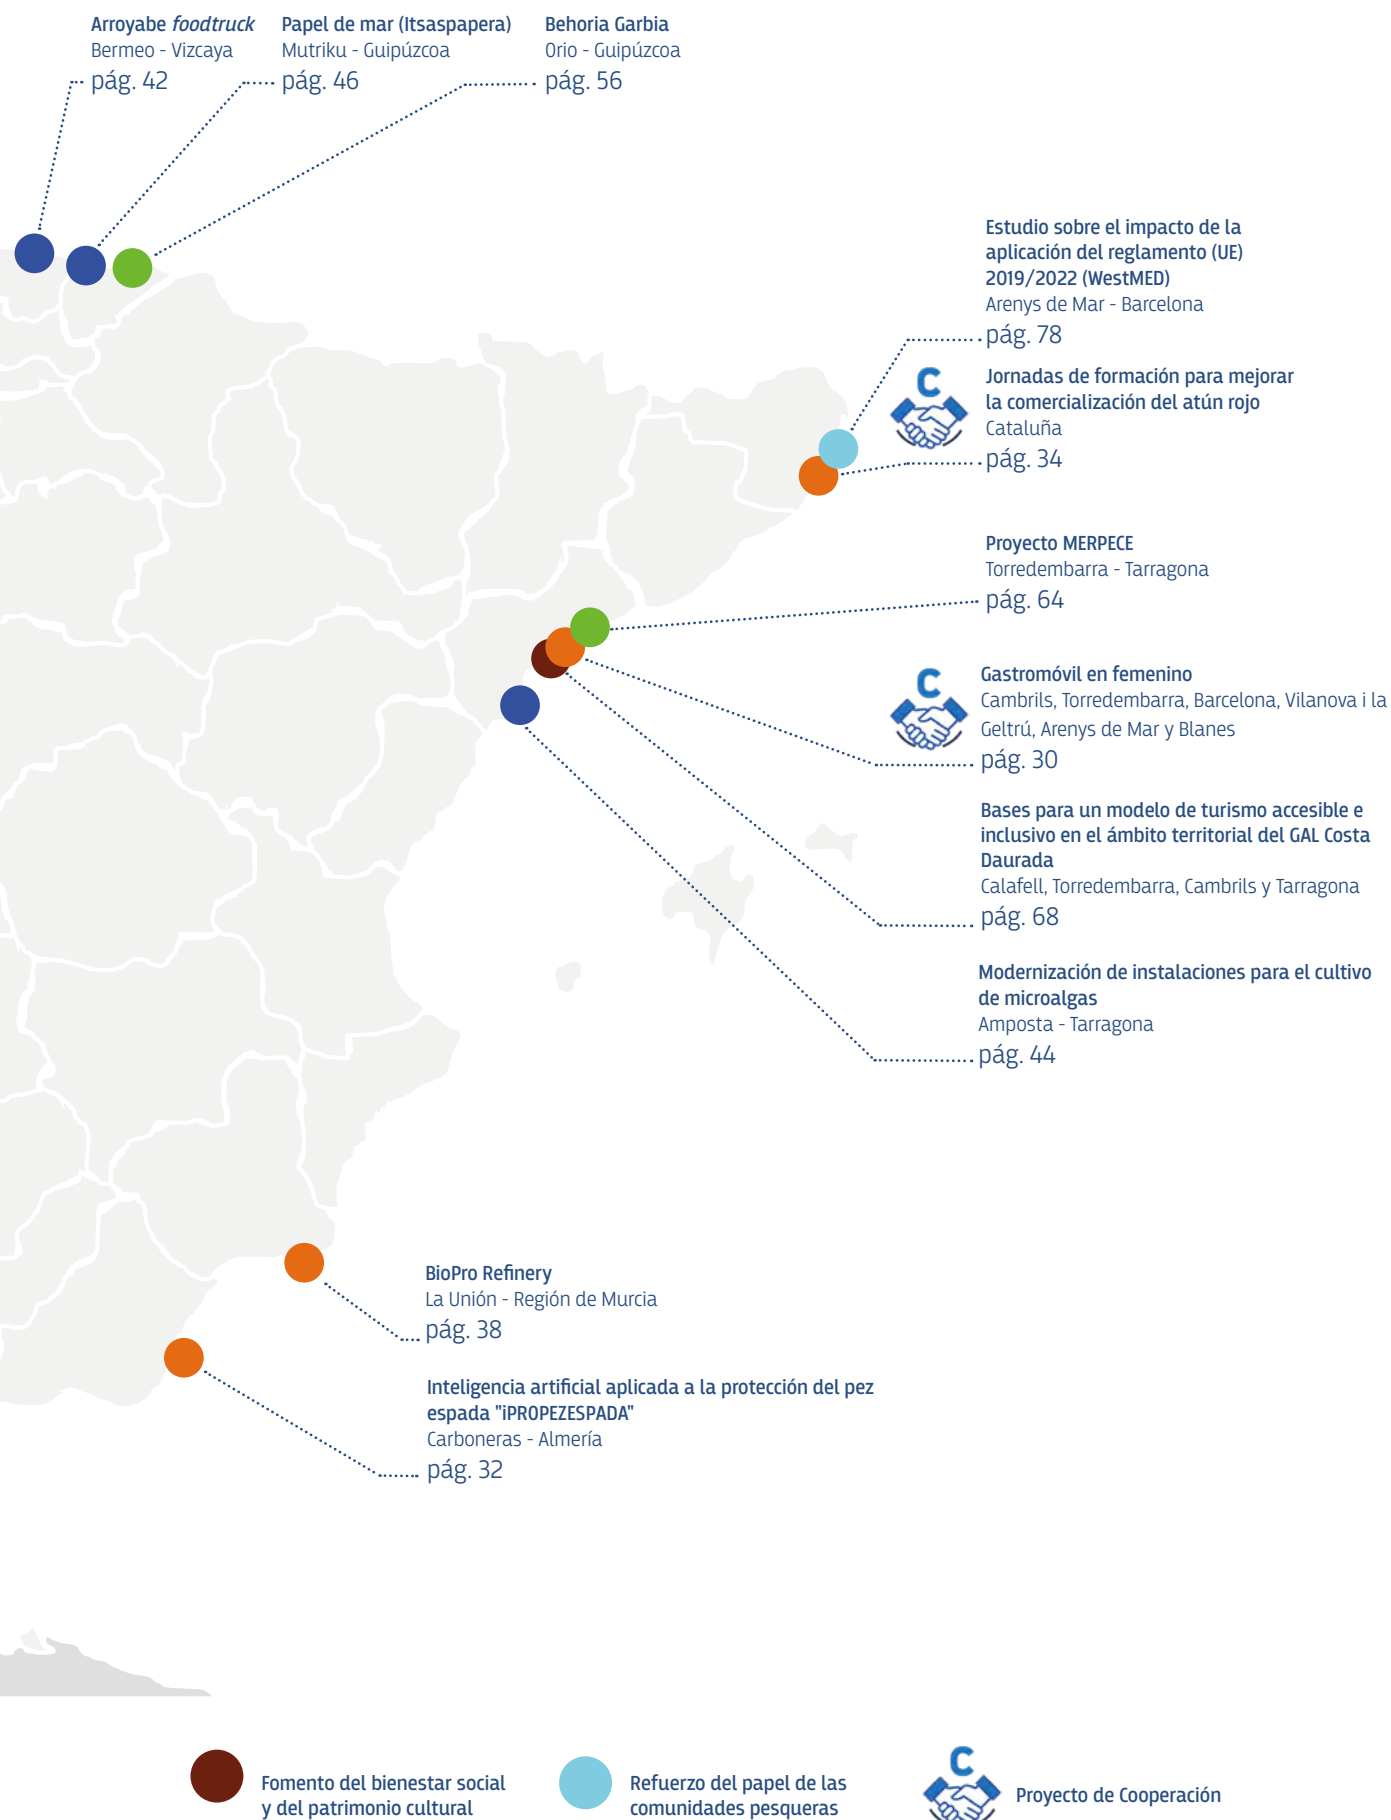 Arroyabe foodtruck
Bermeo - Vizcaya
pág. 42
Papel de mar (Itsaspapera)
Mutriku - Guipúzcoa
pág. 46
Behoria Garbia
Orio - Guipúzcoa
pág. 56
Estudio sobre el impacto de la
aplicación del reglamento (UE)
2019/2022 (WestMED)
Arenys de Mar - Barcelona
pág. 78
C
Jornadas de formación para mejorar
la comercialización del atún rojo
Cataluña
pág. 34
Proyecto MERPECE
Torredembarra - Tarragona
pág. 64
C
Gastromóvil en femenino
Cambrils, Torredembarra, Barcelona, Vilanova i la
Geltrú, Arenys de Mar y Blanes
pág. 30
Bases para un modelo de turismo accesible e
inclusivo en el ámbito territorial del GAL Costa
Daurada
Calafell, Torredembarra, Cambrils y Tarragona
pág. 68
Modernización de instalaciones para el cultivo
de microalgas
Amposta - Tarragona
pág. 44
BioPro Refinery
La Unión - Región de Murcia
pág. 38
Inteligencia artificial aplicada a la protección del pez
espada "iPROPEZESPADA"
Carboneras - Almería
pág. 32
Fomento del bienestar social
y del patrimonio cultural
Refuerzo del papel de las
comunidades pesqueras
C
Proyecto de Cooperación